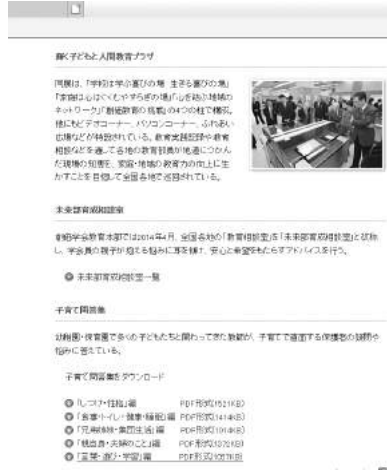 輝く子どもと人間教育プラザ
同展は、「学校は学ぶ喜びの場 生きる喜びの場」
「家庭は心はぐくむやすらぎの場」「心を結ぶ地域の
ネットワーク」「創価教育の挑戦」の4つの柱で構成。
他にもビデオコーナー、パソコンコーナー、ふれあい
広場などが特設されている。教育実践記録や教育
相談などを通して各地の教育部員が地道につかん
だ現場の知恵を、家庭・地域の教育力の向上に生
かすことを目指して全国各地で巡回されている。
未来部育成相談室
創価学会教育本部では2014年4月、全国各地の「教育相談室」を「未来部育成相談室」と改称
し、学会員の親子が抱える悩みに耳を傾け、安心と希望をもたらすアドバイスを行う。
未来部育成相談室一覧
子育て問答集
幼稚園・保育園で多くの子どもたちと関わってきた教師が、子育てで直面する保護者の疑問や
悩みに答えている。
子育て問答集をダウンロード
「しつけ・性格」編 PDF形式(1521KB)
「食事・トイレ・健康・睡眠」編 PDF形式(1414KB)
「兄弟姉妹・集団生活」編 PDF形式(1014KB)
「親自身・夫婦のこと」編 PDF形式(1072KB)
「言葉・遊び・学習」編 PDF形式(1057KB)